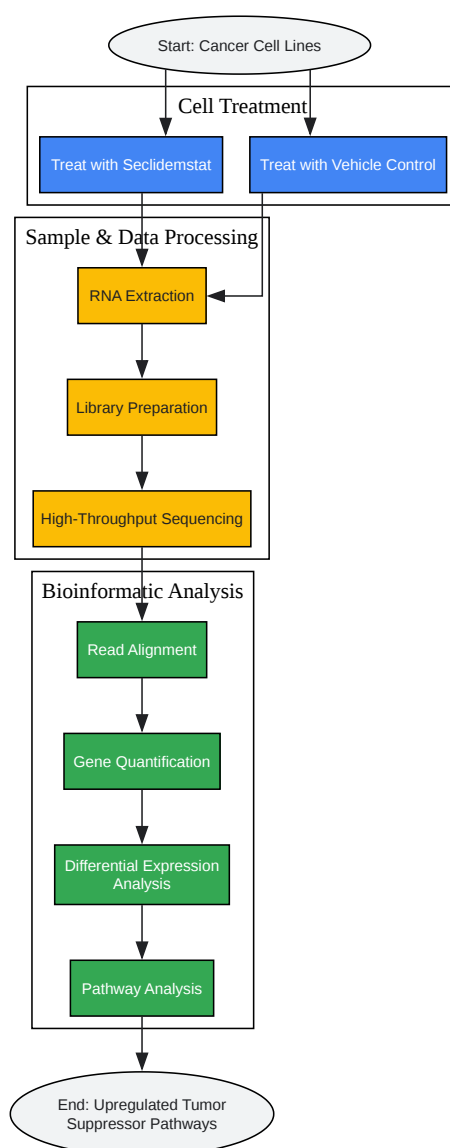 Start: Cancer Cell Lines
Cell Treatment
Treat with Seclidemstat
Treat with Vehicle Control
Sample & Data Processing
RNA Extraction
Library Preparation
High-Throughput Sequencing
Bioinformatic Analysis
Read Alignment
Gene Quantification
Differential Expression
Analysis
Pathway Analysis
End: Upregulated Tumor
Suppressor Pathways